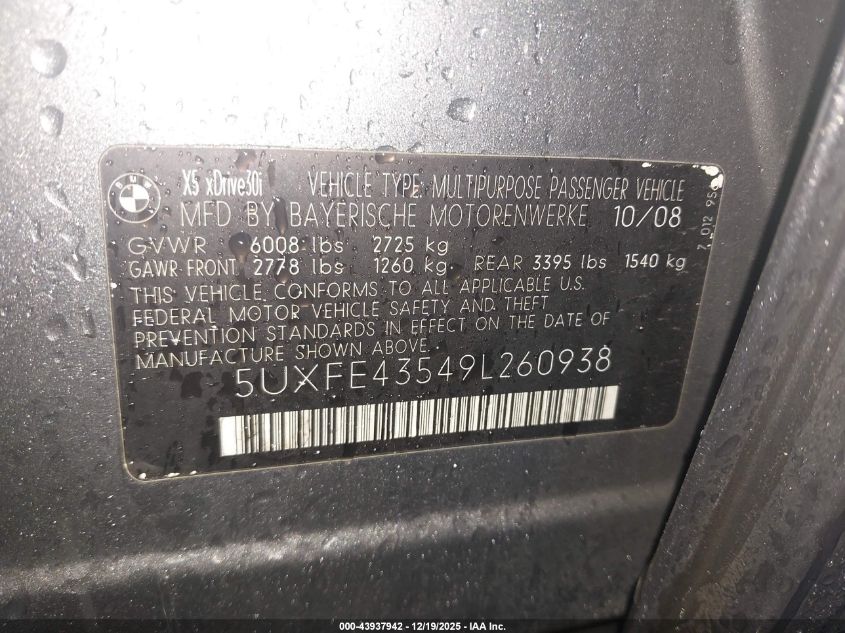 BMW
X5 xDrive30i VEHICLE TYPE: MULTIPURPOSE PASSENGER VEHICLE
MFD BY BAYERISCHE MOTORENWERKE 10/08
GVWR 6008 lbs 2725 kg
GAWR FRONT 2778 lbs 1260 kg REAR 3395 lbs 1540 kg
THIS VEHICLE CONFORMS TO ALL APPLICABLE U.S.
FEDERAL MOTOR VEHICLE SAFETY AND THEFT
PREVENTION STANDARDS IN EFFECT ON THE DATE OF
MANUFACTURE SHOWN ABOVE.
5UXFE43549L260938
7 012
000-43937942 - 12/19/2025 - IAA Inc.